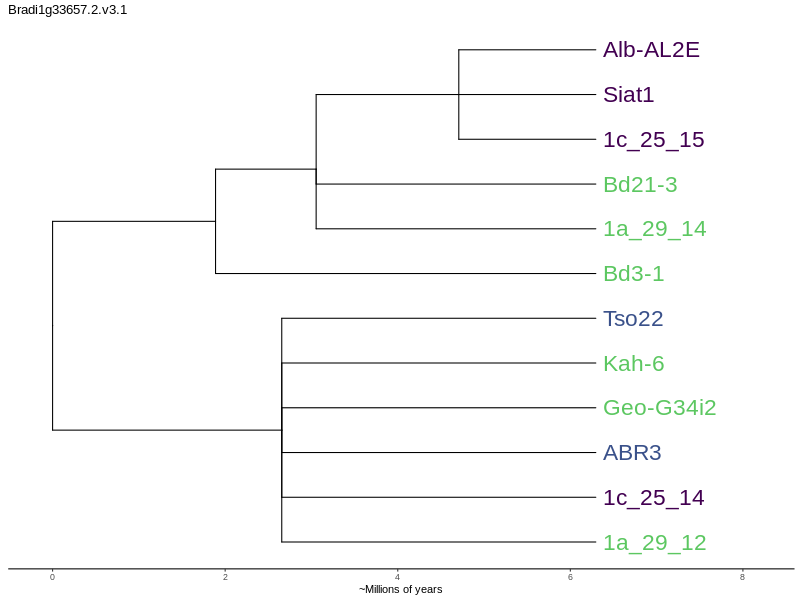 Bradi1g33657.2.v3.1
Alb-AL2E
Siat1
1c_25_15
Bd21-3
1a_29_14
Bd3-1
Tso22
Kah-6
Geo-G34i2
ABR3
1c_25_14
1a_29_12
0 2 4 6 8
~Millions of years